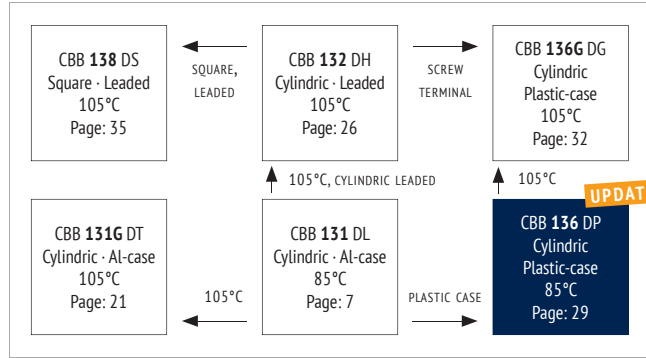 CBB 138 DS
Square · Leaded
105°C
Page: 35
SQUARE,
LEADED
CBB 132 DH
Cylindric · Leaded
105°C
Page: 26
SCREW
TERMINAL
CBB 136G DG
Cylindric
Plastic-case
105°C
Page: 32
105°C, CYLINDRIC LEADED
105°C
UPDAT
CBB 131G DT
Cylindric · Al-case
105°C
Page: 21
105°C
CBB 131 DL
Cylindric · Al-case
85°C
Page: 7
PLASTIC CASE
CBB 136 DP
Cylindric
Plastic-case
85°C
Page: 29